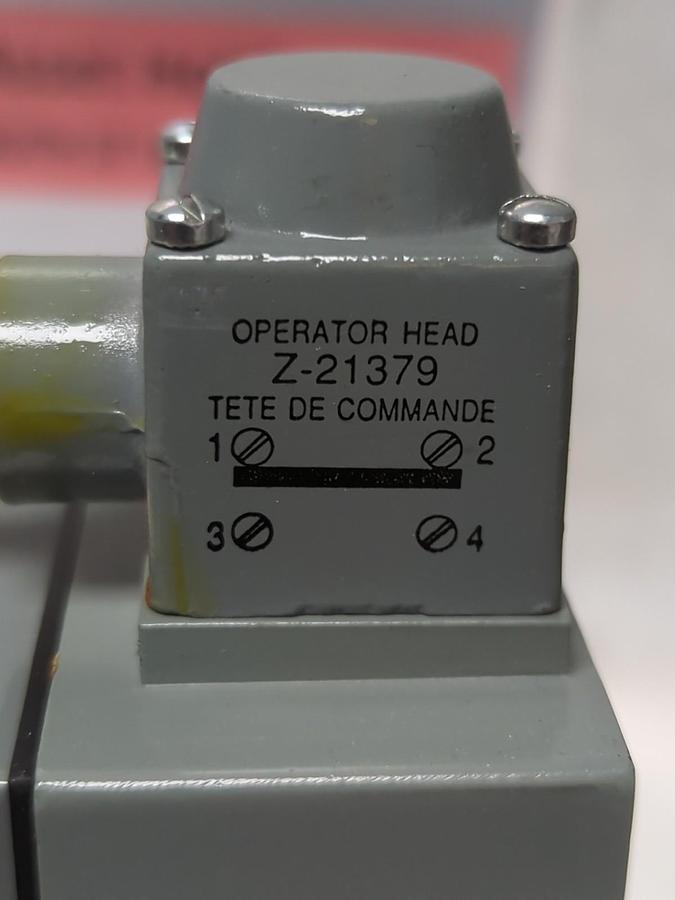 OPERATOR HEAD
Z-21379
TETE DE COMMANDE
1 2
3 4